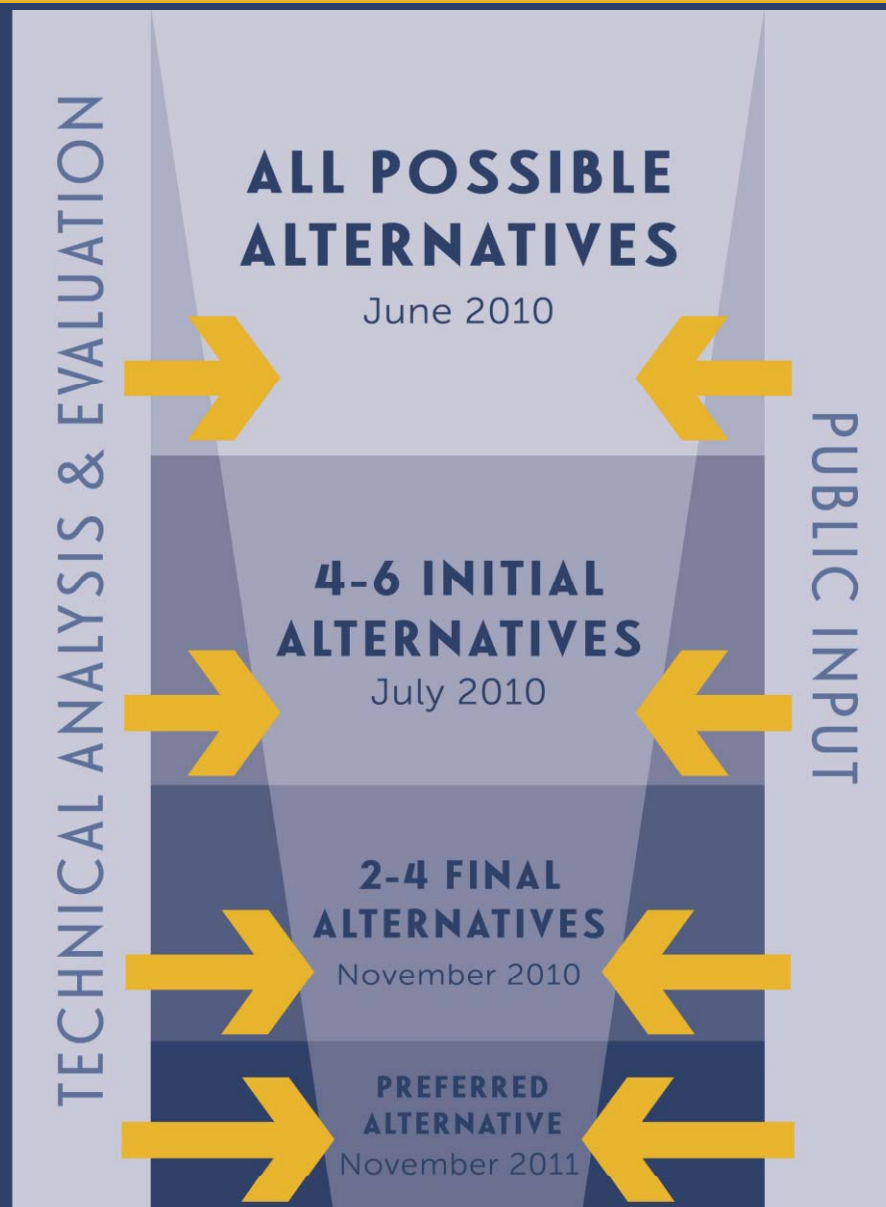 TECHNICAL ANALYSIS & EVALUATION
ALL POSSIBLE
ALTERNATIVES
June 2010
4-6 INITIAL
ALTERNATIVES
July 2010
2-4 FINAL
ALTERNATIVES
November 2010
PREFERRED
ALTERNATIVE
November 2011
PUBLIC INPUT